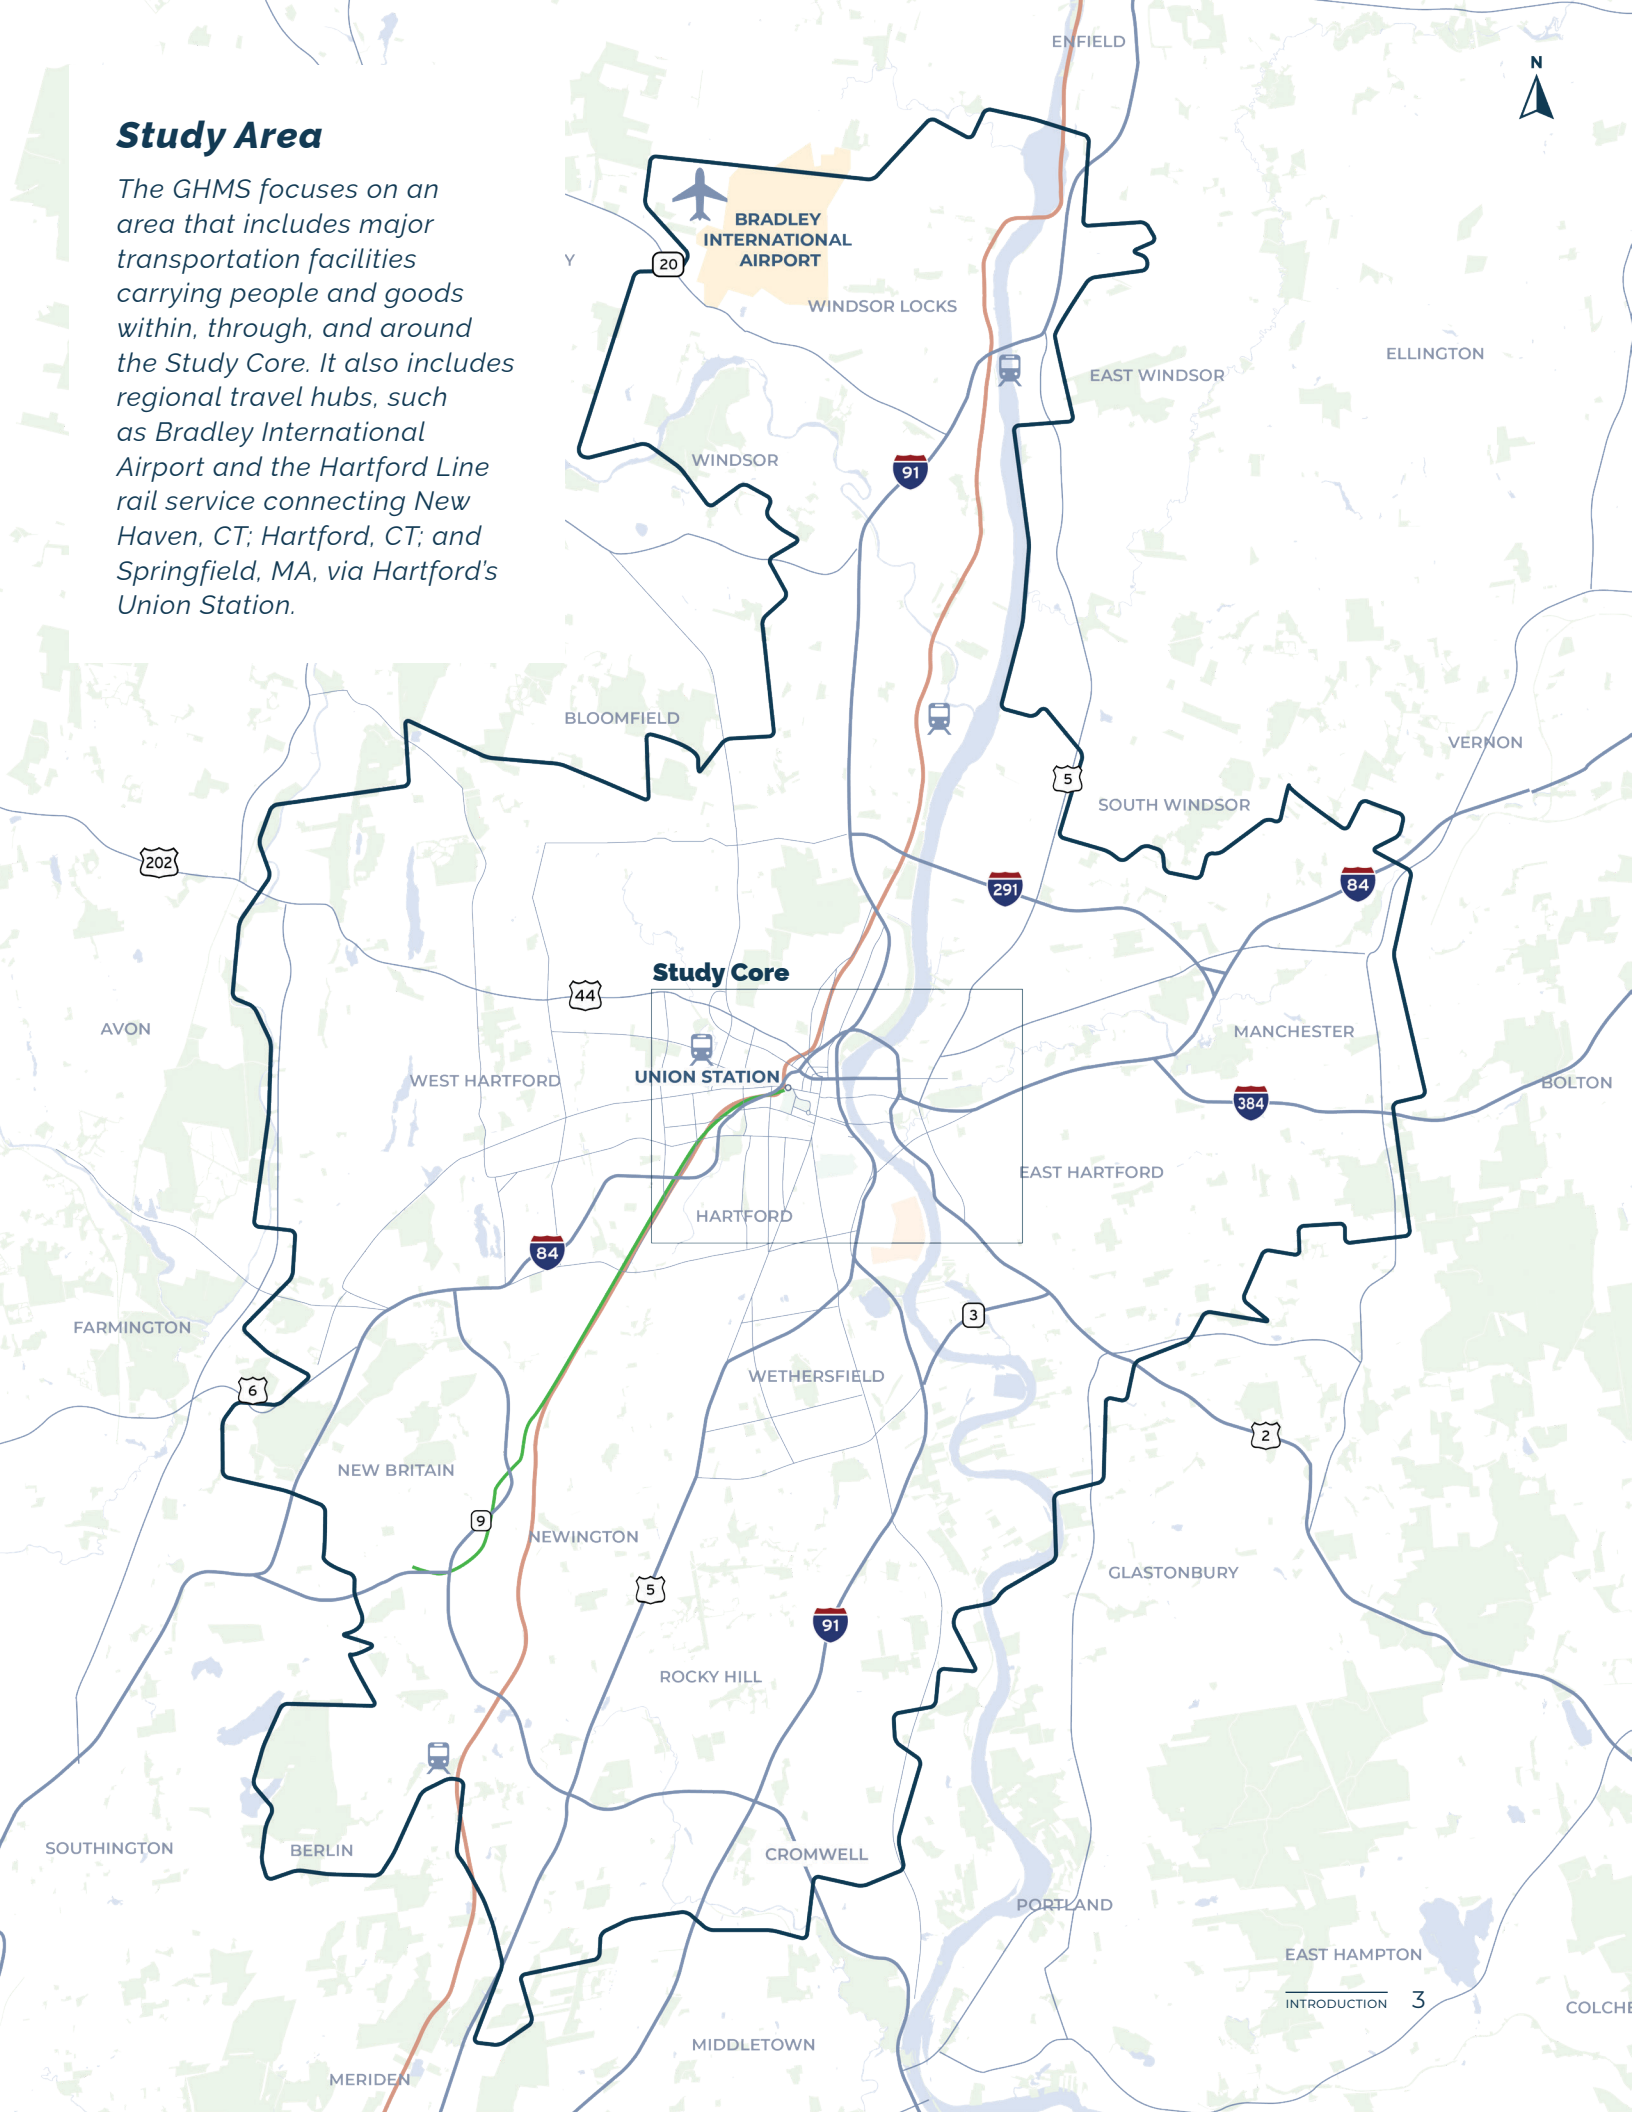 ENFIELD
N
Study Area
The GHMS focuses on an
area that includes major
transportation facilities
carrying people and goods
within, through, and around
the Study Core. It also includes
regional travel hubs, such
as Bradley International
Airport and the Hartford Line
rail service connecting New
Haven, CT; Hartford, CT; and
Springfield, MA, via Hartford’s
Union Station.
BRADLEY
INTERNATIONAL
AIRPORT
Y
20
WINDSOR LOCKS
ELLINGTON
EAST WINDSOR
WINDSOR
91
BLOOMFIELD
VERNON
5
SOUTH WINDSOR
202
84
291
Study Core
44
AVON
MANCHESTER
UNION STATION
WEST HARTFORD
BOLTON
384
EAST HARTFORD
HARTFORD
84
3
FARMINGTON
WETHERSFIELD
6
2
NEW BRITAIN
9
NEWINGTON
GLASTONBURY
5
91
ROCKY HILL
SOUTHINGTON
BERLIN
CROMWELL
PORTLAND
EAST HAMPTON
INTRODUCTION 3
COLCHE
MIDDLETOWN
MERIDEN